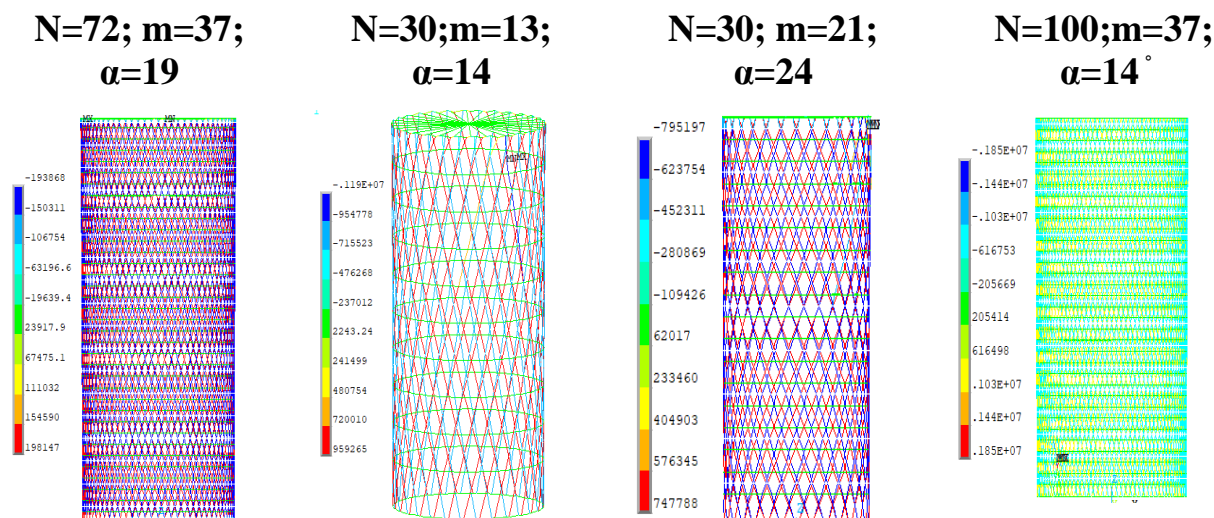 N=72; m=37;
α=19
N=30;m=13;
α=14
N=30; m=21;
α=24
N=100;m=37;
α=14°
-193868
-150311
-106754
-63196.6
-19639.4
23917.9
67475.1
111032
154590
198147
MX
MN
-.119E+07
-954778
-715523
-476268
-237012
2243.24
241499
480754
720010
959265
-795197
-623754
-452311
-280869
-109426
62017
233460
404903
576345
747788
Z
-.185E+07
-.144E+07
-.103E+07
-616753
-205669
205414
616498
.103E+07
.144E+07
.185E+07
Z